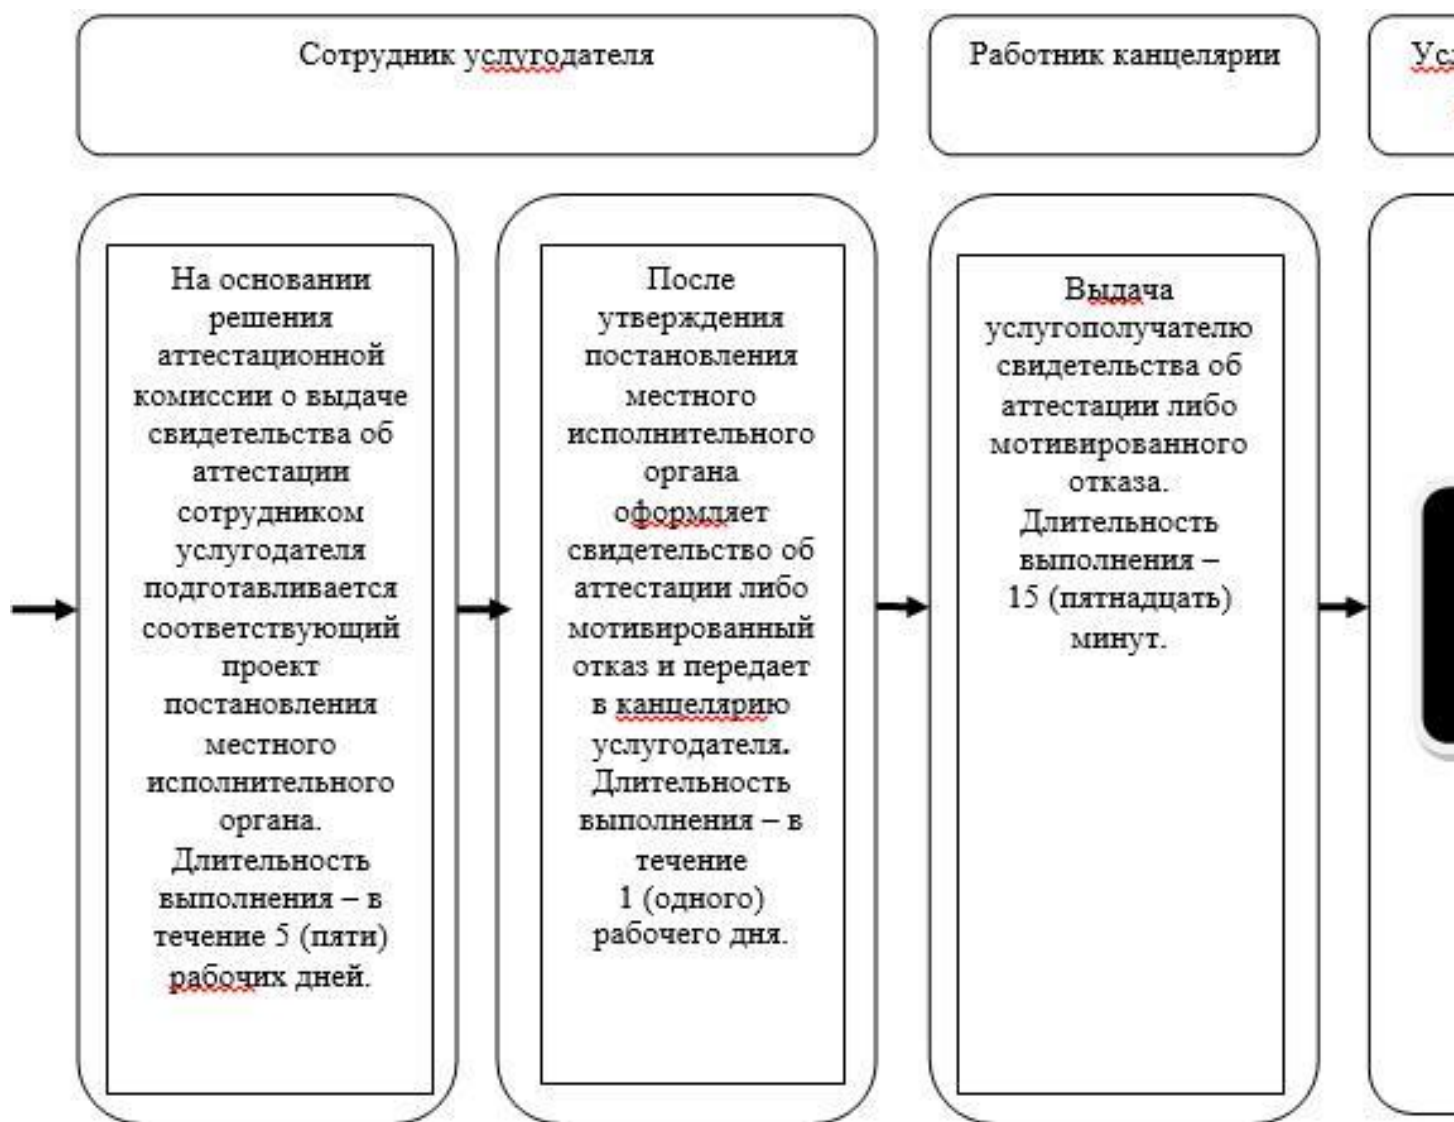 Сотрудник услугодателя
Работник канцелярии
Усл
На основании
решения
аттестационной
комиссии о выдаче
свидетельства об
аттестации
сотрудником
услугодателя
подготавливается
соответствующий
проект
постановления
местного
исполнительного
органа.
Длительность
выполнения – в
течение 5 (пяти)
рабочих дней.
После
утверждения
постановления
местного
исполнительного
органа
оформляет
свидетельство об
аттестации либо
мотивированный
отказ и передает
в канцелярию
услугодателя.
Длительность
выполнения – в
течение
1 (одного)
рабочего дня.
Выдача
услугополучателю
свидетельства об
аттестации либо
мотивированного
отказа.
Длительность
выполнения –
15 (пятнадцать)
минут.